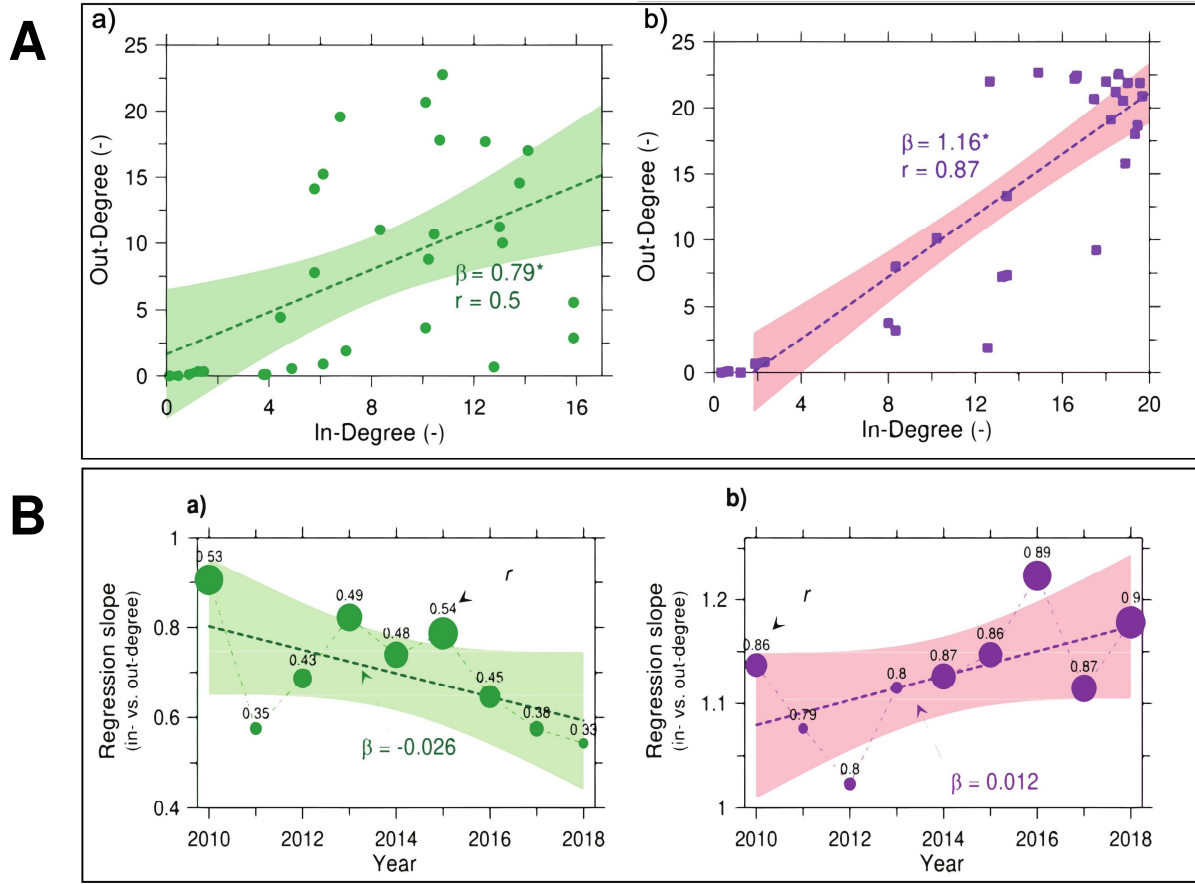 A
a)
25
20
15
10
5
0
Out-Degree (-)
0 4 8 12 16
In-Degree (-)
β = 0.79*
r = 0.5
b)
25
20
15
10
5
0
Out-Degree (-)
0 4 8 12 16 20
In-Degree (-)
β = 1.16*
r = 0.87
B
a)
1
0.8
0.6
0.4
Regression slope
(in- vs. out-degree)
2010 2012 2014 2016 2018
Year
0 53
0.35
0.43
0.49
0.48
0.54
0.45
0.38
0.33
r
β = -0.026
b)
1.2
1.1
1
Regression slope
(in- vs. out-degree)
2010 2012 2014 2016 2018
Year
0.86
0.79
0.8
0.8
0.87
0.86
0.89
0.87
0.9
r
β = 0.012